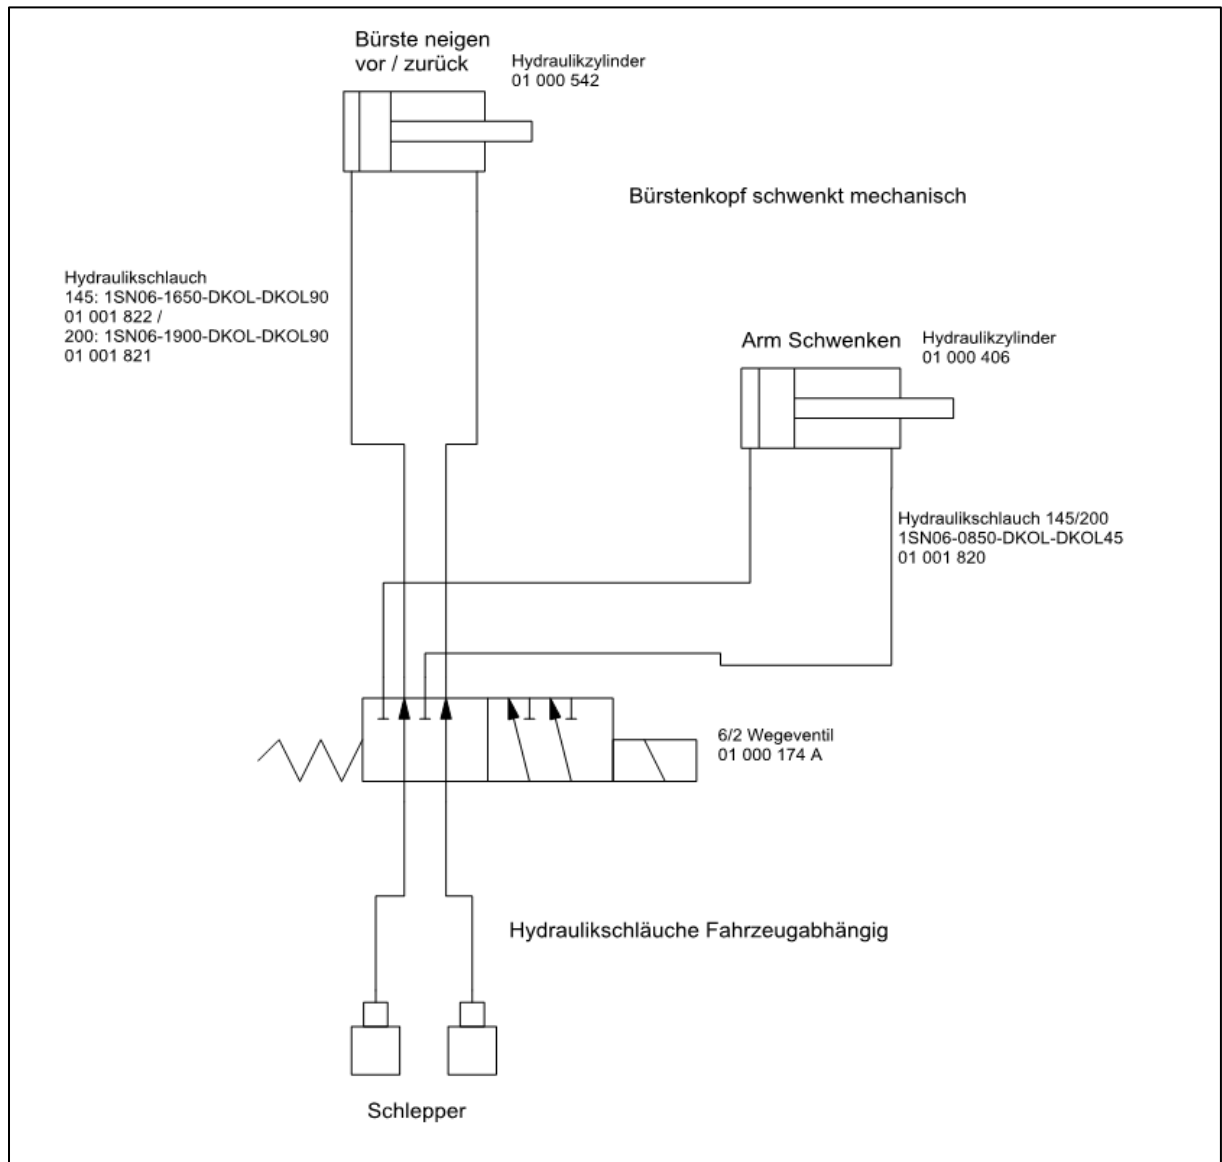 Bürste neigen
vor / zurück
Hydraulikzylinder
01 000 542
Bürstenkopf schwenkt mechanisch
Hydraulikschlauch
145: 1SN06-1650-DKOL-DKOL90
01 001 822 /
200: 1SN06-1900-DKOL-DKOL90
01 001 821
Arm Schwenken
Hydraulikzylinder
01 000 406
Hydraulikschlauch 145/200
1SN06-0850-DKOL-DKOL45
01 001 820
6/2 Wegeventil
01 000 174 A
Hydraulikschläuche Fahrzeugabhängig
Schlepper